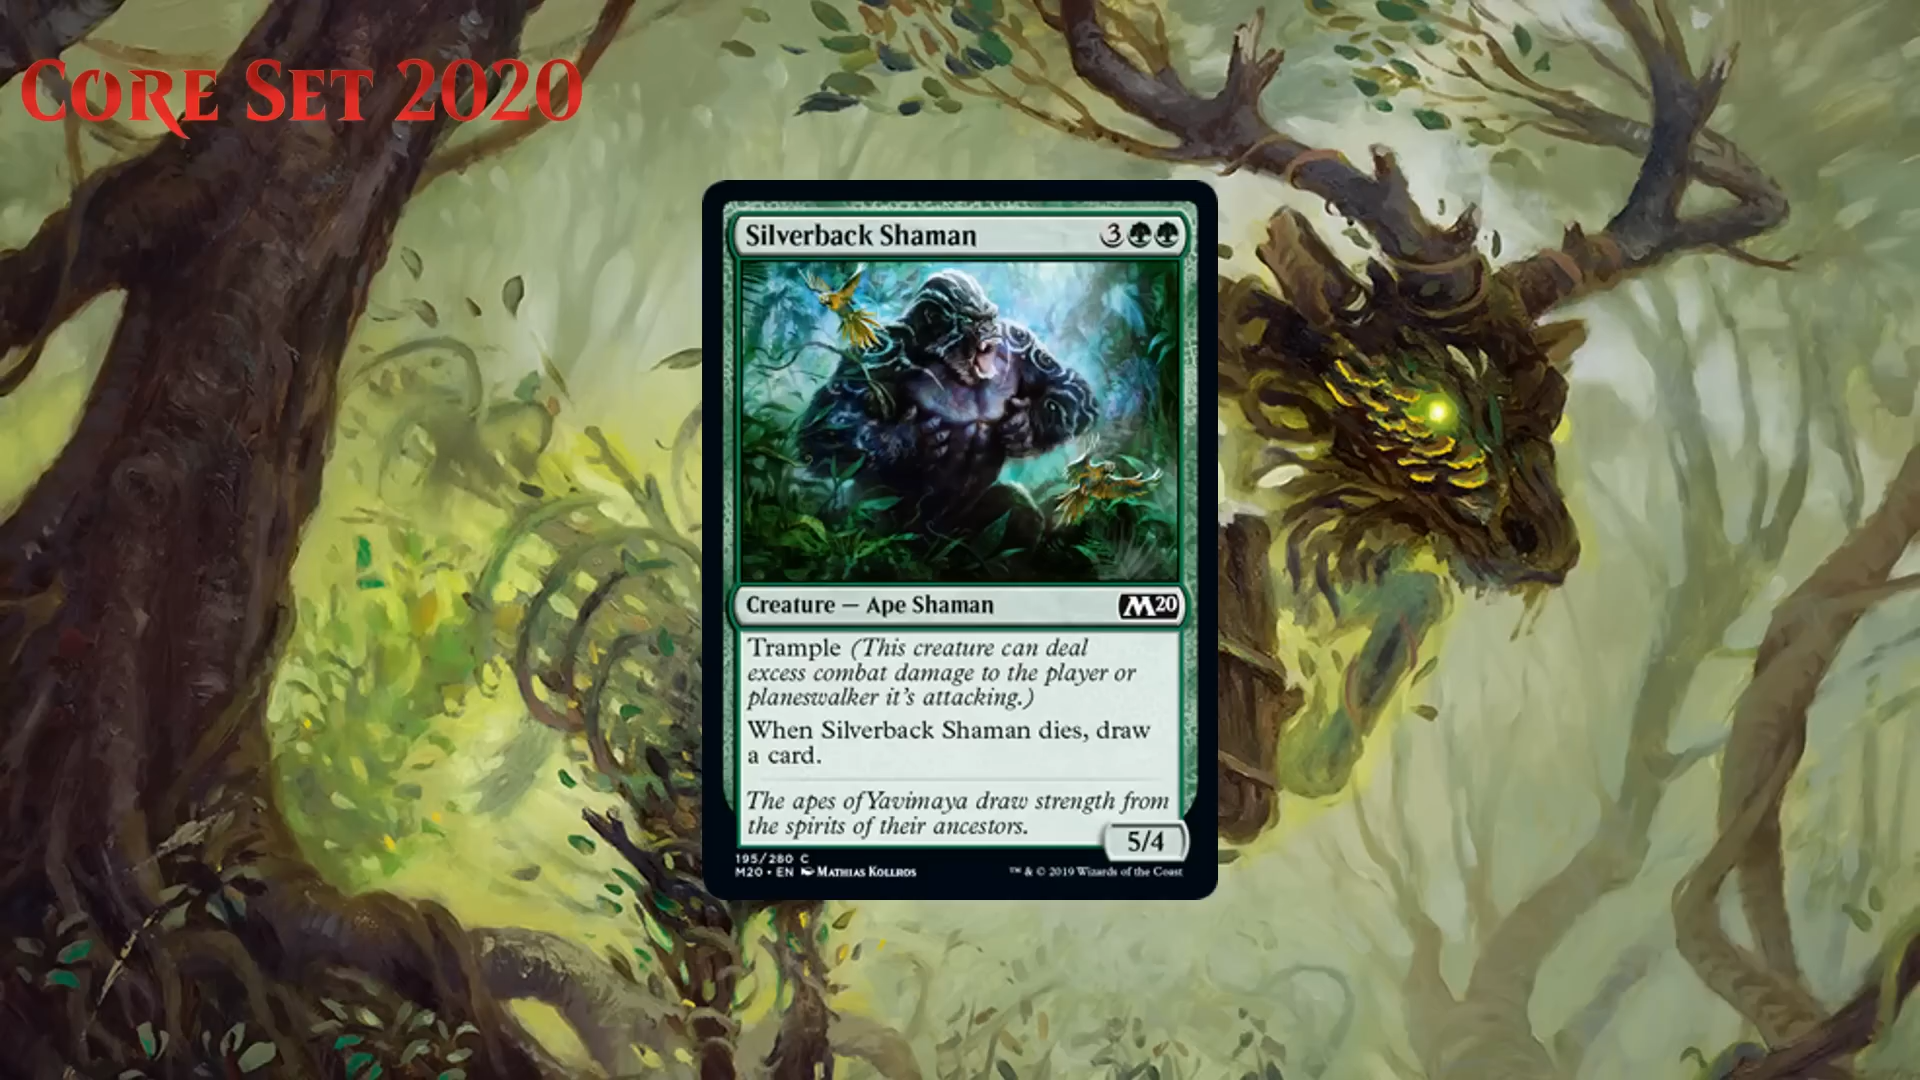 Core Set 2020
Silverback Shaman
3
Creature — Ape Shaman
M20
Trample (This creature can deal
excess combat damage to the player or
planeswalker it's attacking.)
When Silverback Shaman dies, draw
a card.
The apes of Yavimaya draw strength from
the spirits of their ancestors.
5/4
195/280 C
M20 • EN Mathias Kollros
™ & © 2019 Wizards of the Coast